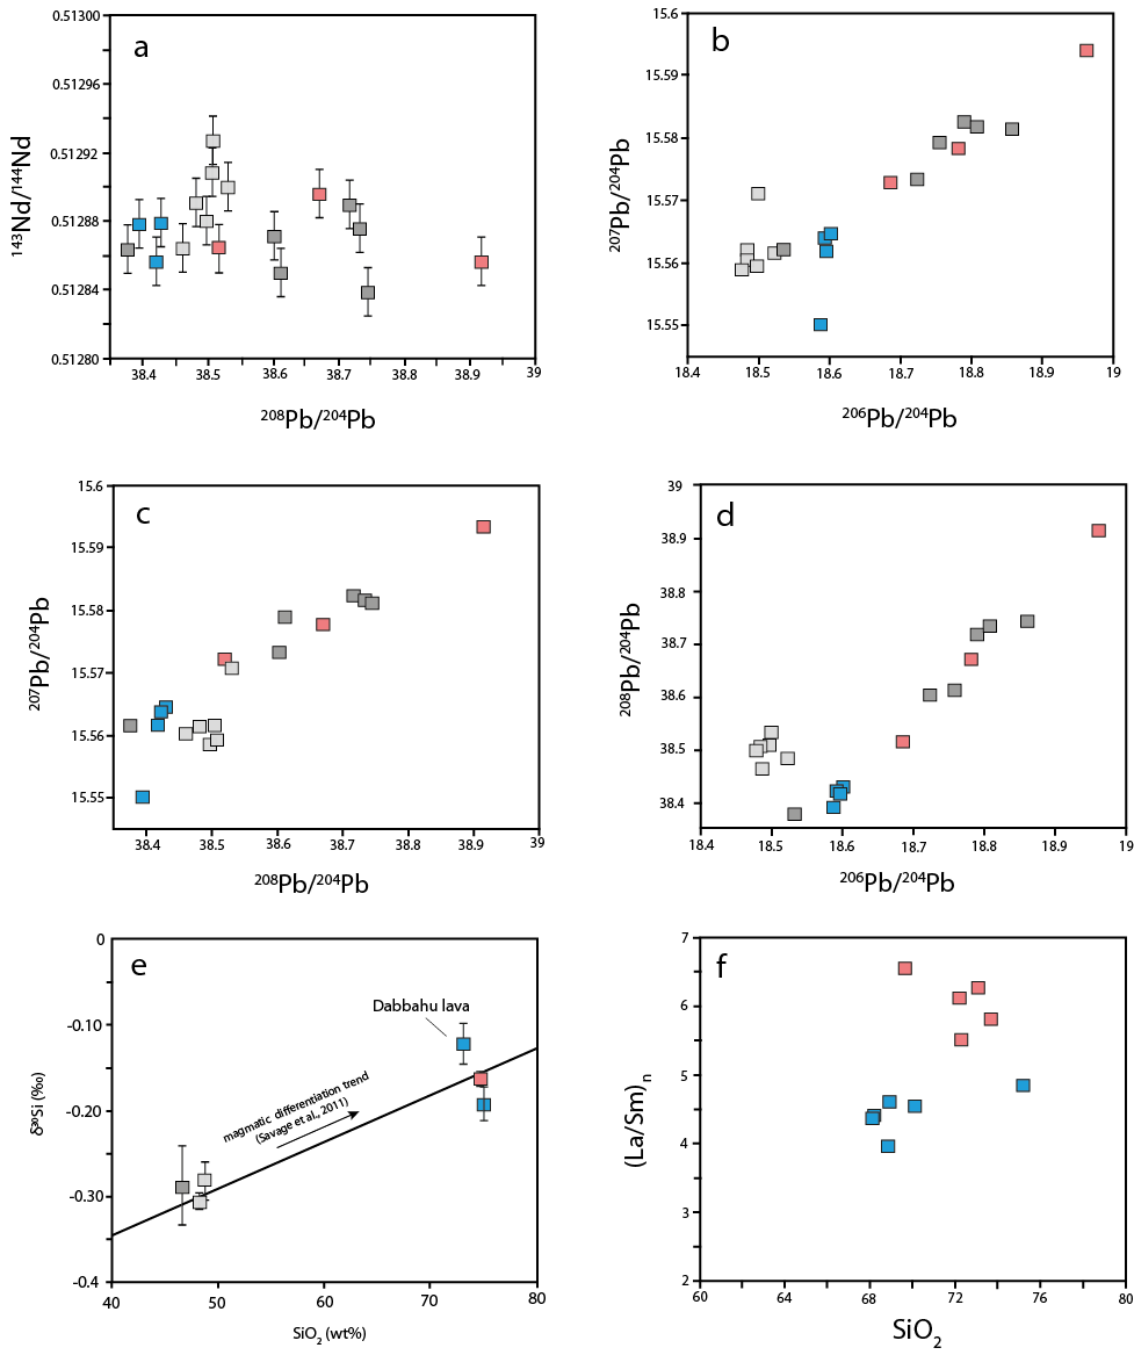 a
0.51300
0.51296
0.51292
0.51288
0.51284
0.51280
¹⁴³Nd/¹⁴⁴Nd
38.4 38.5 38.6 38.7 38.8 38.9 39
²⁰⁸Pb/²⁰⁴Pb
b
15.6
15.59
15.58
15.57
15.56
15.55
²⁰⁷Pb/²⁰⁴Pb
18.4 18.5 18.6 18.7 18.8 18.9 19
²⁰⁶Pb/²⁰⁴Pb
c
15.6
15.59
15.58
15.57
15.56
15.55
²⁰⁷Pb/²⁰⁴Pb
38.4 38.5 38.6 38.7 38.8 38.9 39
²⁰⁸Pb/²⁰⁴Pb
d
39
38.9
38.8
38.7
38.6
38.5
38.4
²⁰⁸Pb/²⁰⁴Pb
18.4 18.5 18.6 18.7 18.8 18.9 19
²⁰⁶Pb/²⁰⁴Pb
e
0
-0.10
-0.20
-0.30
-0.4
δ³⁰Si (‰)
Dabbahu lava
magmatic differentiation trend
(Savage et al., 2011)
40 50 60 70 80
SiO₂ (wt%)
f
7
6
5
4
3
2
(La/Sm)ₙ
60 64 68 72 76 80
SiO₂